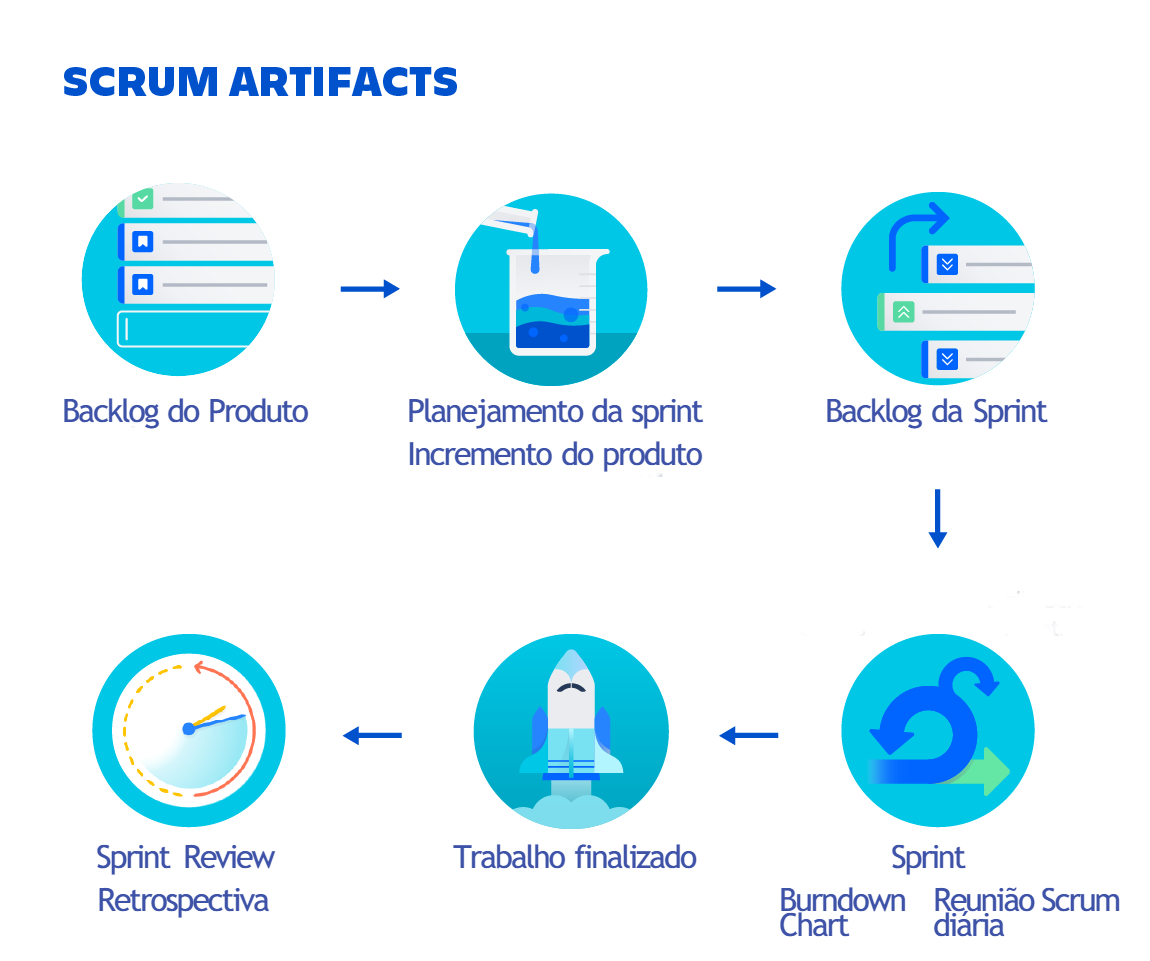 SCRUM ARTIFACTS
Backlog do Produto
Planejamento da sprint
Incremento do produto
Backlog da Sprint
Sprint Review
Retrospectiva
Trabalho finalizado
Sprint
Burndown
Chart
Reunião Scrum
diária